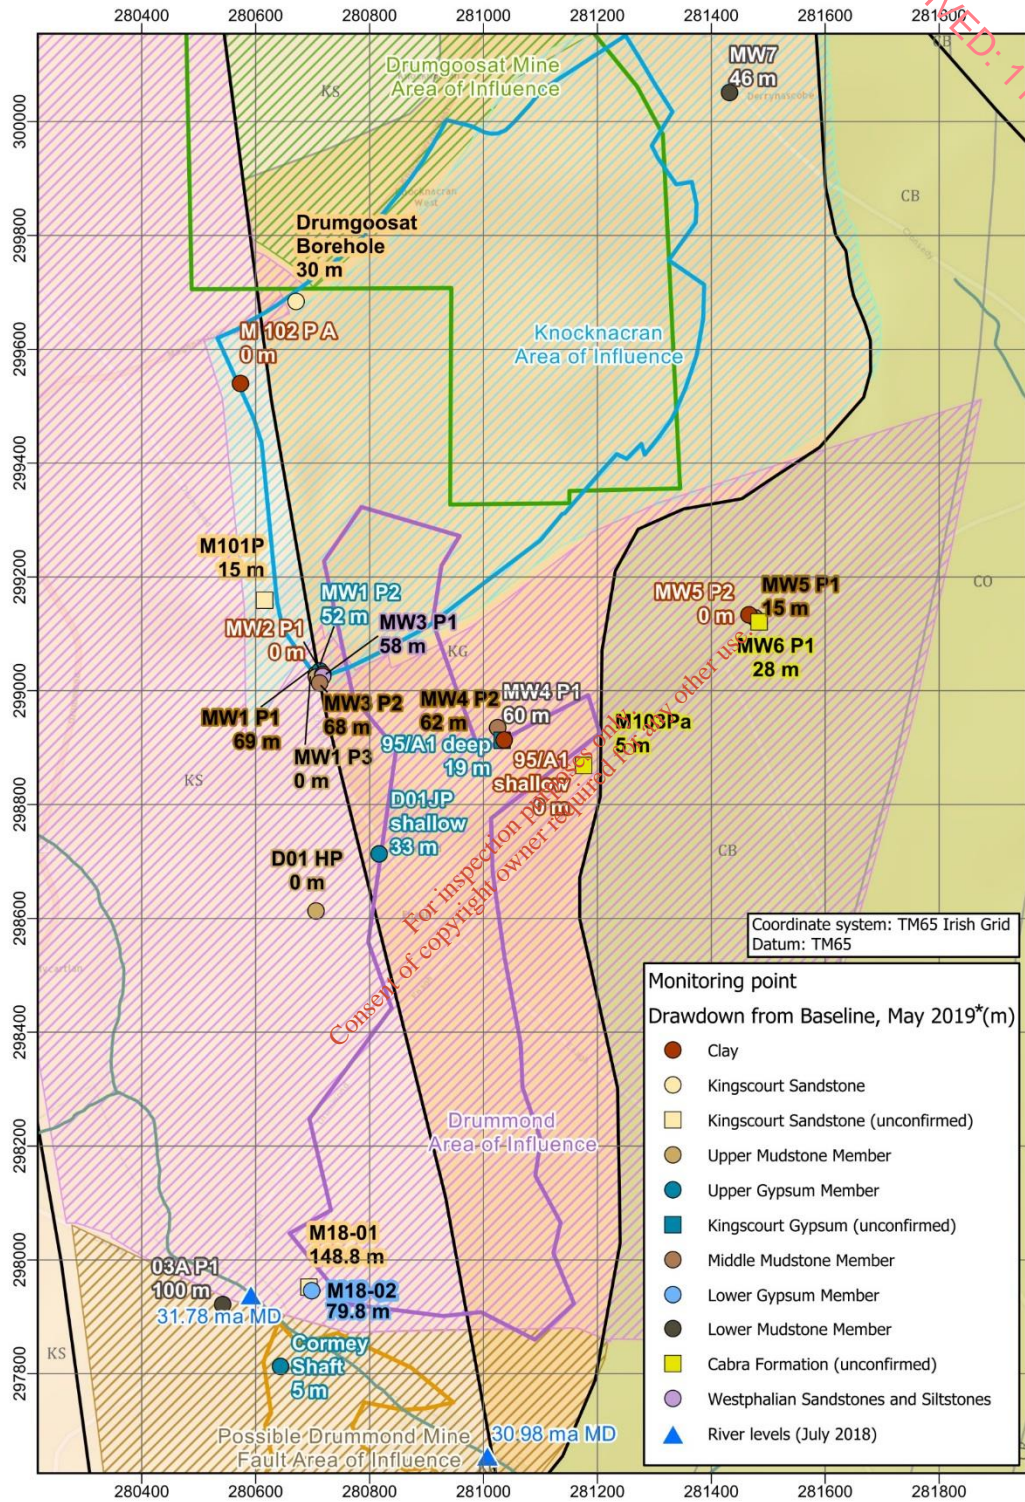 280400 280600 280800 281000 281200 281400 281600 281800
VED: 1
300000
299800
299600
299400
299200
299000
298800
298600
298400
298200
298000
297800
Drumgoosat Mine
Area of Influence
KS
MW7
46 m
Derrynascobe
CB
CB
Knocknacran
West
Drumgoosat
Borehole
30 m
M 102 P A
0 m
Knocknacran
Area of Influence
M101P
15 m
MW1 P2
52 m
MW2 P1
0 m
MW3 P1
58 m
KG
MW5 P2
0 m
MW5 P1
15 m
MW6 P1
28 m
CO
MW1 P1
69 m
MW3 P2
68 m
MW1 P3
0 m
MW4 P2
62 m
MW4 P1
60 m
95/A1 deep
19 m
95/A1
shallow
0 m
M103Pa
5 m
KS
D01JP
shallow
33 m
CB
D01 HP
0 m
For inspection purposes only.
Consent of copyright owner required for any other use.
Drummond
Area of Influence
03A P1
100 m
31.78 ma MD
M18-01
148.8 m
M18-02
79.8 m
KS
Cormey
Shaft
5 m
Possible Drummond Mine
Fault Area of Influence
30.98 ma MD
Coordinate system: TM65 Irish Grid
Datum: TM65
Monitoring point
Drawdown from Baseline, May 2019*(m)
Clay
Kingscourt Sandstone
Kingscourt Sandstone (unconfirmed)
Upper Mudstone Member
Upper Gypsum Member
Kingscourt Gypsum (unconfirmed)
Middle Mudstone Member
Lower Gypsum Member
Lower Mudstone Member
Cabra Formation (unconfirmed)
Westphalian Sandstones and Siltstones
River levels (July 2018)
280400 280600 280800 281000 281200 281400 281600 281800